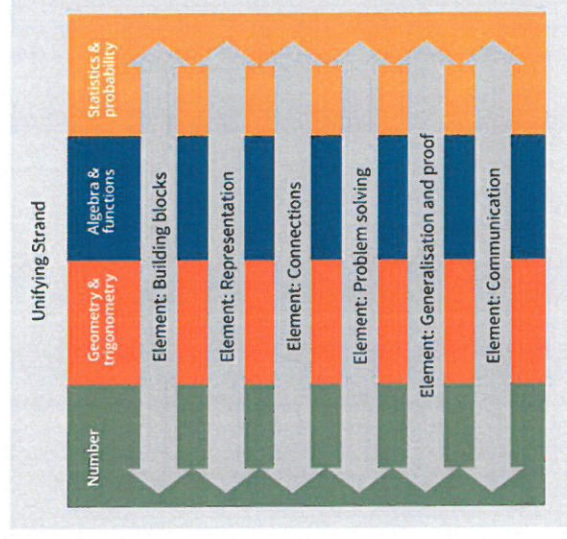 Unifying Strand
Number
Geometry &
trigonometry
Algebra &
functions
Statistics &
probability
Element: Building blocks
Element: Representation
Element: Connections
Element: Problem solving
Element: Generalisation and proof
Element: Communication